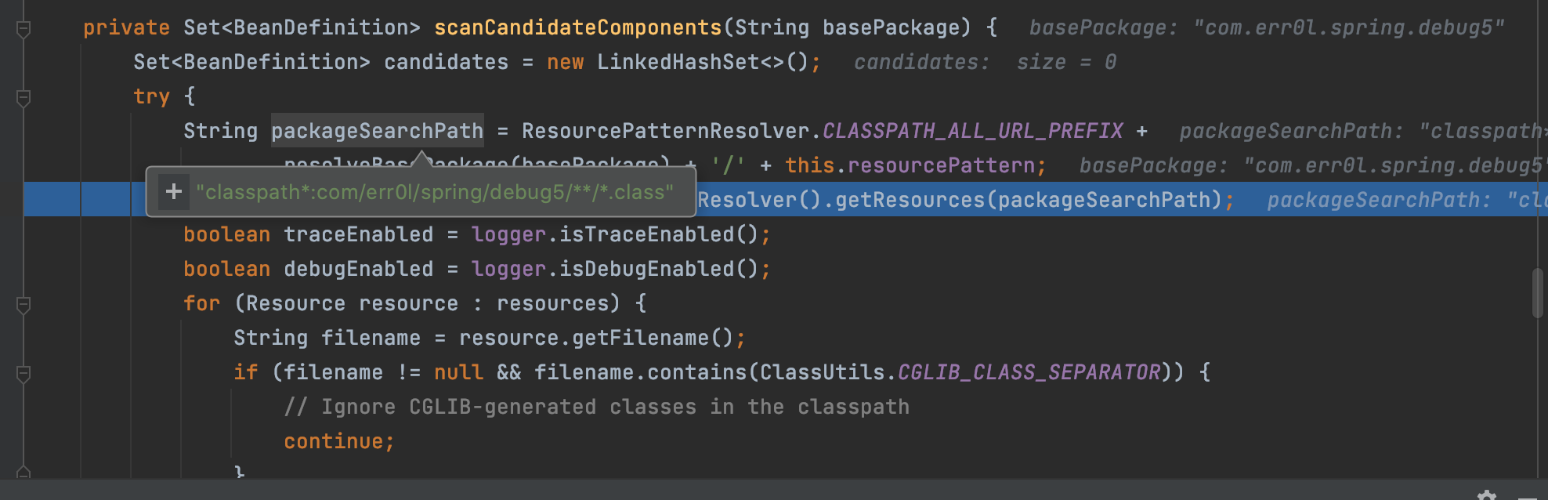 private Set<BeanDefinition> scanCandidateComponents(String basePackage) { basePackage: "com.err0l.spring.debug5"
Set<BeanDefinition> candidates = new LinkedHashSet<>(); candidates: size = 0
try {
String packageSearchPath = ResourcePatternResolver.CLASSPATH_ALL_URL_PREFIX + packageSearchPath: "classpath*
resolveBasePackage(basePackage) + '/' + this.resourcePattern; basePackage: "com.err0l.spring.debug5"
+ "classpath*:com/err0l/spring/debug5/**/*.class"
Resolver().getResources(packageSearchPath); packageSearchPath: "cla
boolean traceEnabled = logger.isTraceEnabled();
boolean debugEnabled = logger.isDebugEnabled();
for (Resource resource : resources) {
String filename = resource.getFilename();
if (filename != null && filename.contains(ClassUtils.CGLIB_CLASS_SEPARATOR)) {
// Ignore CGLIB-generated classes in the classpath
continue;
}